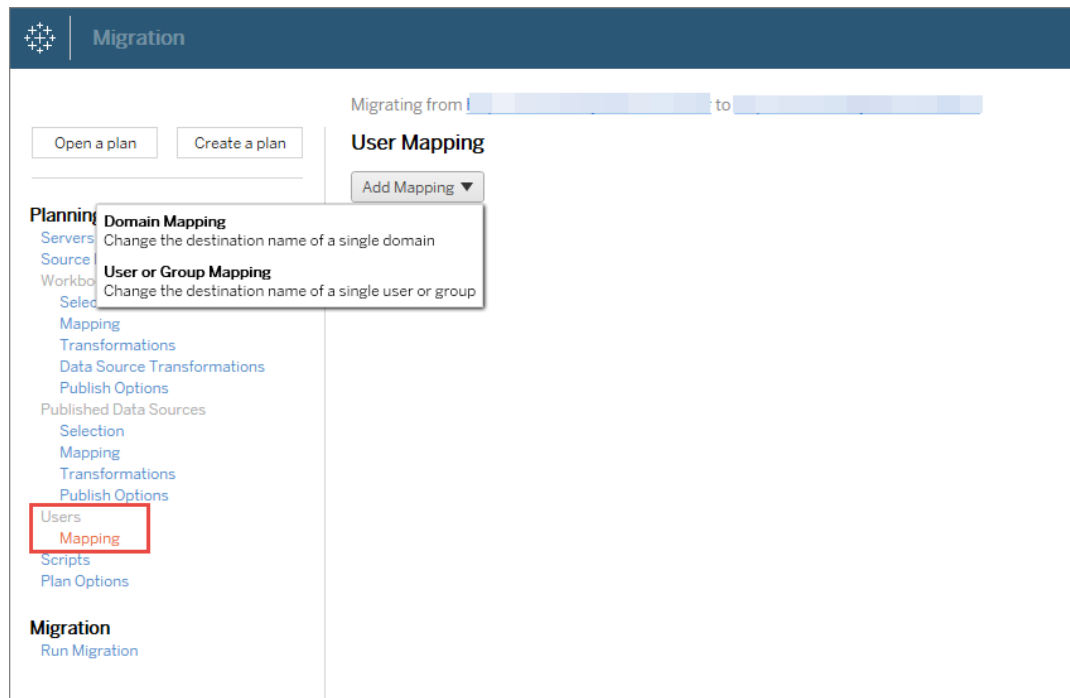 Migration
Migrating from to
Open a plan
Create a plan
User Mapping
Add Mapping ▼
Planning
Domain Mapping
Change the destination name of a single domain
User or Group Mapping
Change the destination name of a single user or group
Servers
Source
Mapping
Transformations
Data Source Transformations
Publish Options
Published Data Sources
Selection
Mapping
Transformations
Publish Options
Users
Mapping
Scripts
Plan Options
Migration
Run Migration